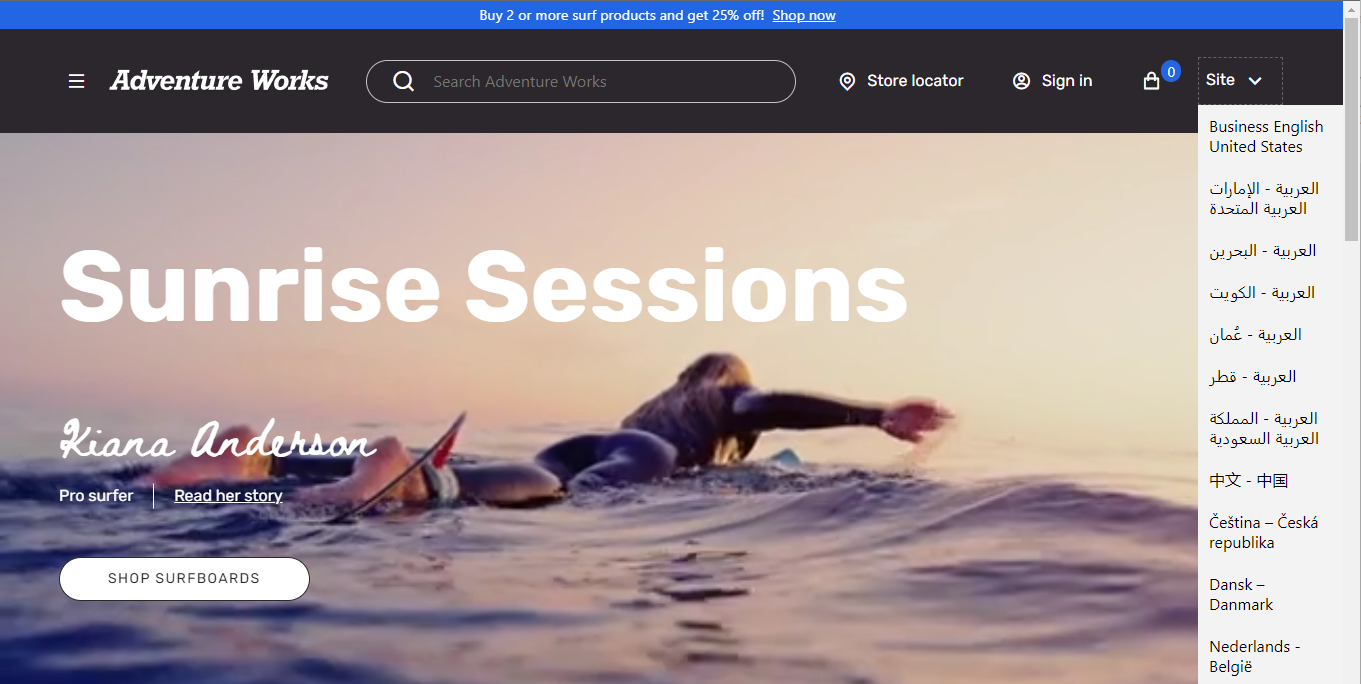 Buy 2 or more surf products and get 25% off! Shop now
Adventure Works
Search Adventure Works
Store locator
Sign in
0
Site
Business English
United States
العربية - الإمارات
العربية المتحدة
العربية - البحرين
العربية - الكويت
العربية - عُمان
العربية - قطر
العربية - المملكة
العربية السعودية
中文 - 中国
Čeština – Česká
republika
Dansk –
Danmark
Nederlands -
België
Sunrise Sessions
Kiana Anderson
Pro surfer
Read her story
SHOP SURFBOARDS